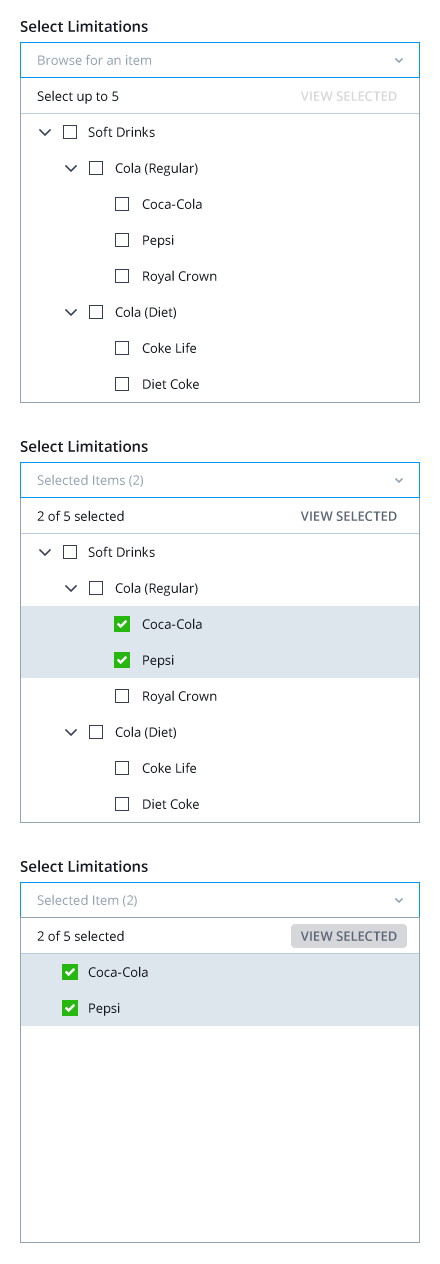 Select Limitations
Browse for an item
Select up to 5 VIEW SELECTED
Soft Drinks
Cola (Regular)
Coca-Cola
Pepsi
Royal Crown
Cola (Diet)
Coke Life
Diet Coke
Select Limitations
Selected Items (2)
2 of 5 selected VIEW SELECTED
Soft Drinks
Cola (Regular)
Coca-Cola
Pepsi
Royal Crown
Cola (Diet)
Coke Life
Diet Coke
Select Limitations
Selected Item (2)
2 of 5 selected VIEW SELECTED
Coca-Cola
Pepsi